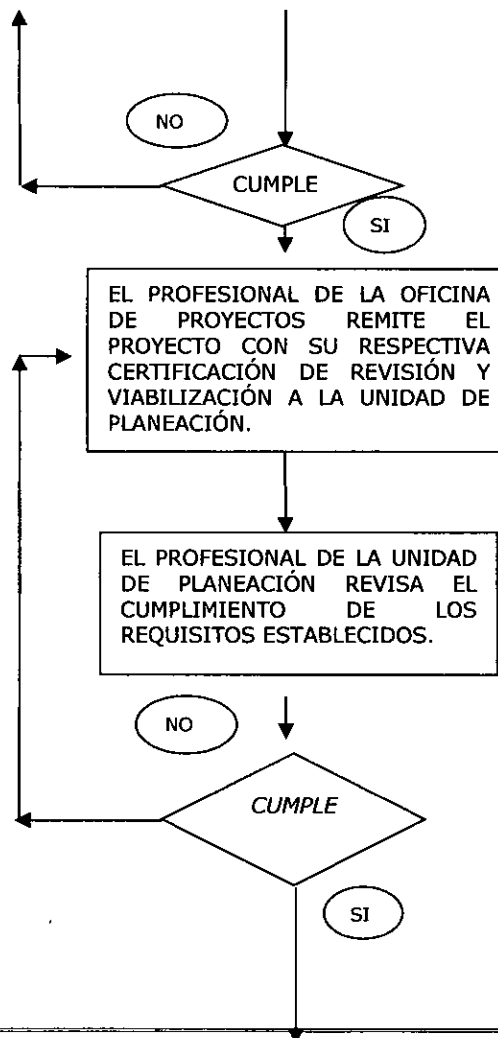 NO
CUMPLE
SI
EL PROFESIONAL DE LA OFICINA
DE PROYECTOS REMITE EL
PROYECTO CON SU RESPECTIVA
CERTIFICACIÓN DE REVISIÓN Y
VIABILIZACIÓN A LA UNIDAD DE
PLANEACIÓN.
EL PROFESIONAL DE LA UNIDAD
DE PLANEACIÓN REVISA EL
CUMPLIMIENTO DE LOS
REQUISITOS ESTABLECIDOS.
NO
CUMPLE
SI